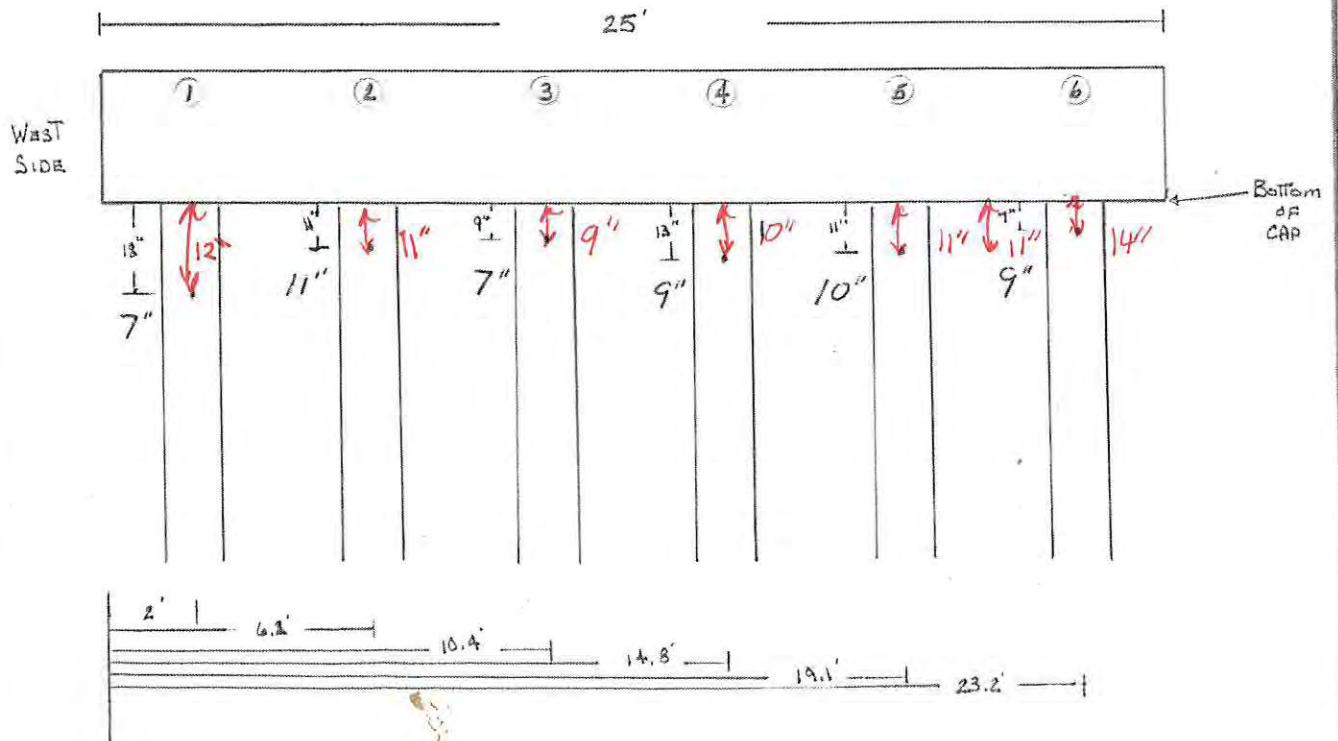 25'
① ② ③ ④ ⑤ ⑥
WEST
SIDE
Bottom
OF
CAP
12" 11" 9" 13" 10" 11" 11" 11" 14"
11" 9"
7" 11" 7" 9" 10" 9"
2'
10.4'
14.8'
19.1'
23.2'